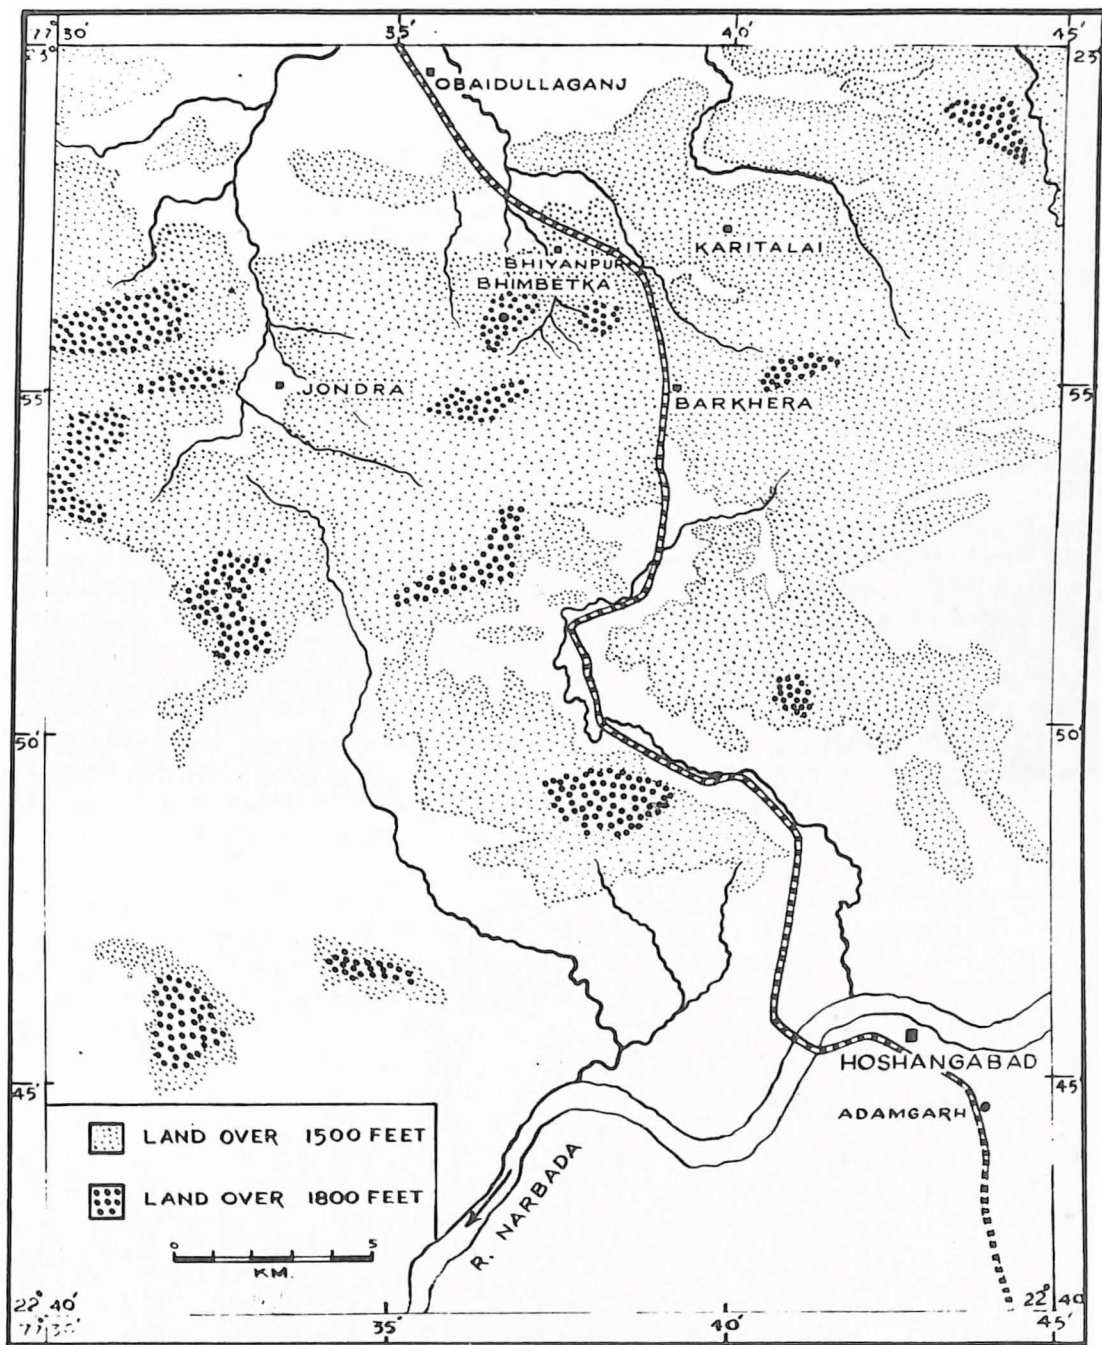 77°30′
35′
40′
45′
23°
23°
OBAIDULLAGANJ
KARITALAI
BHIYANPUR
BHIMBETKA
55′
JONDRA
BARKHERA
55′
50′
50′
HOSHANGABAD
45′
45′
ADAMGARH
LAND OVER 1500 FEET
LAND OVER 1800 FEET
R. NARBADA
0 5
KM.
22°40′
22°40′
77°30′
35′
40′
45′